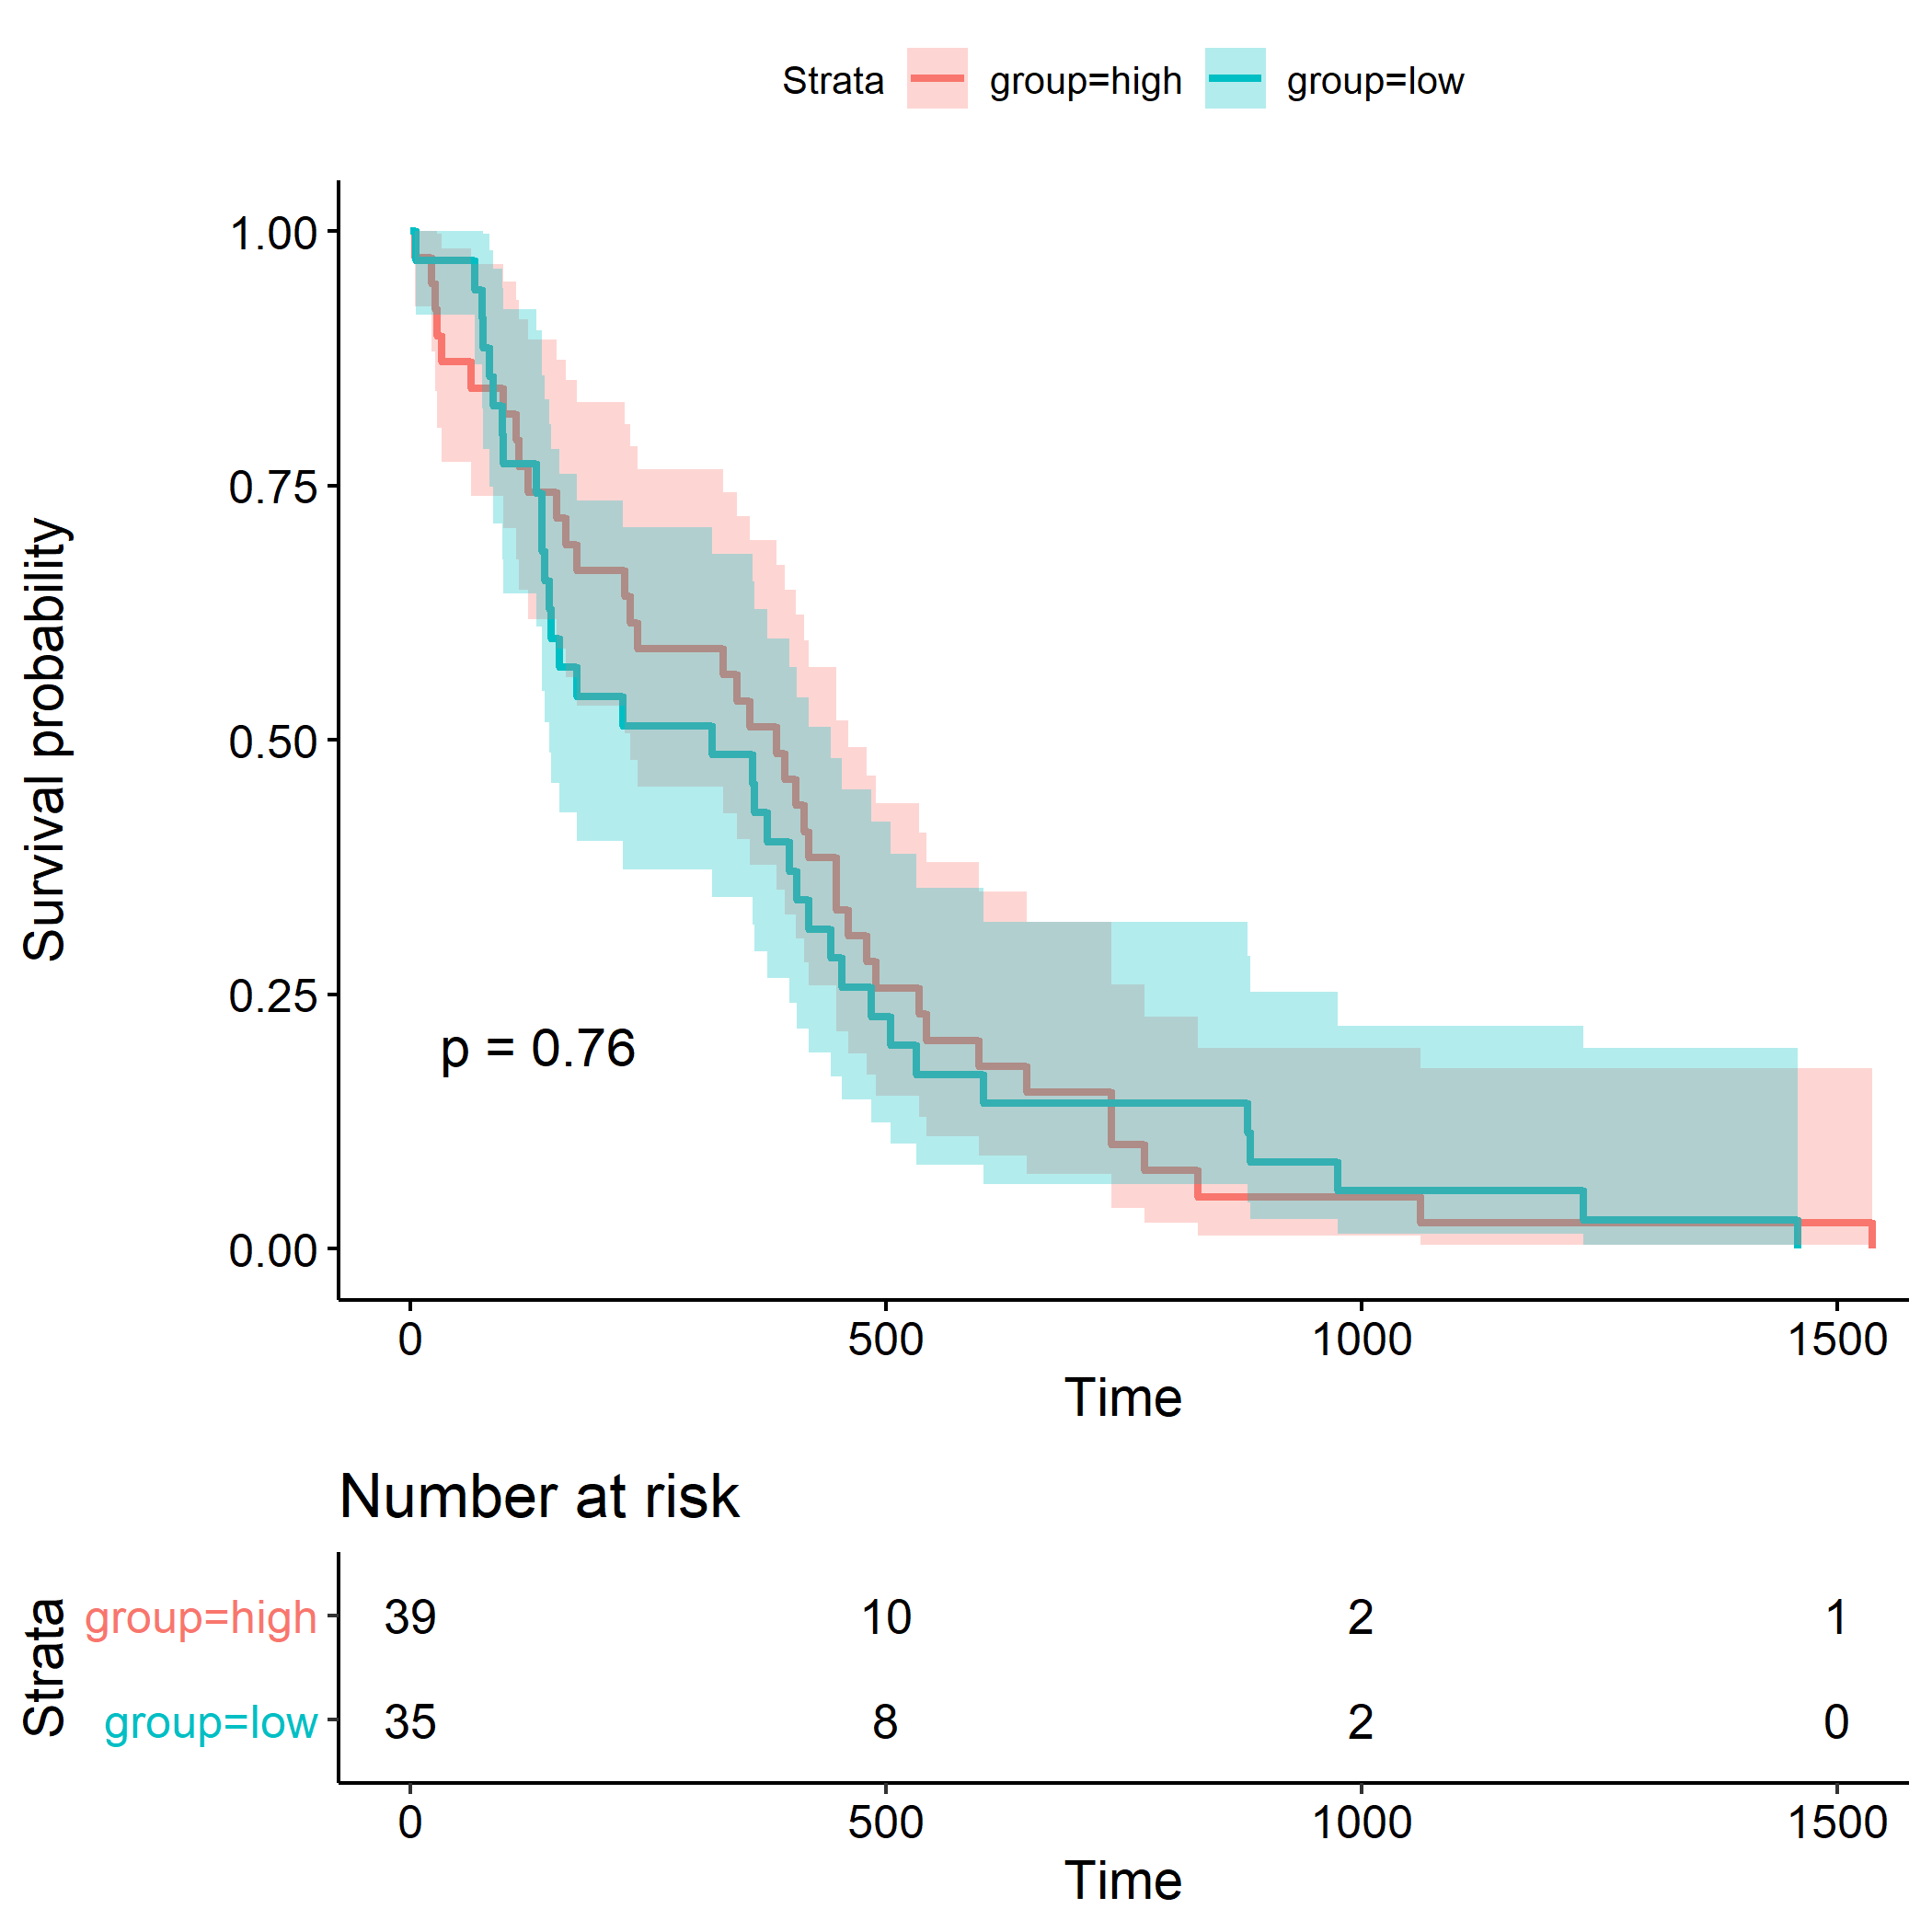 Strata group=high group=low
1.00
0.75
0.50
0.25
0.00
Survival probability
p = 0.76
0 500 1000 1500
Time
Number at risk
Strata
group=high 39 10 2 1
group=low 35 8 2 0
0 500 1000 1500
Time